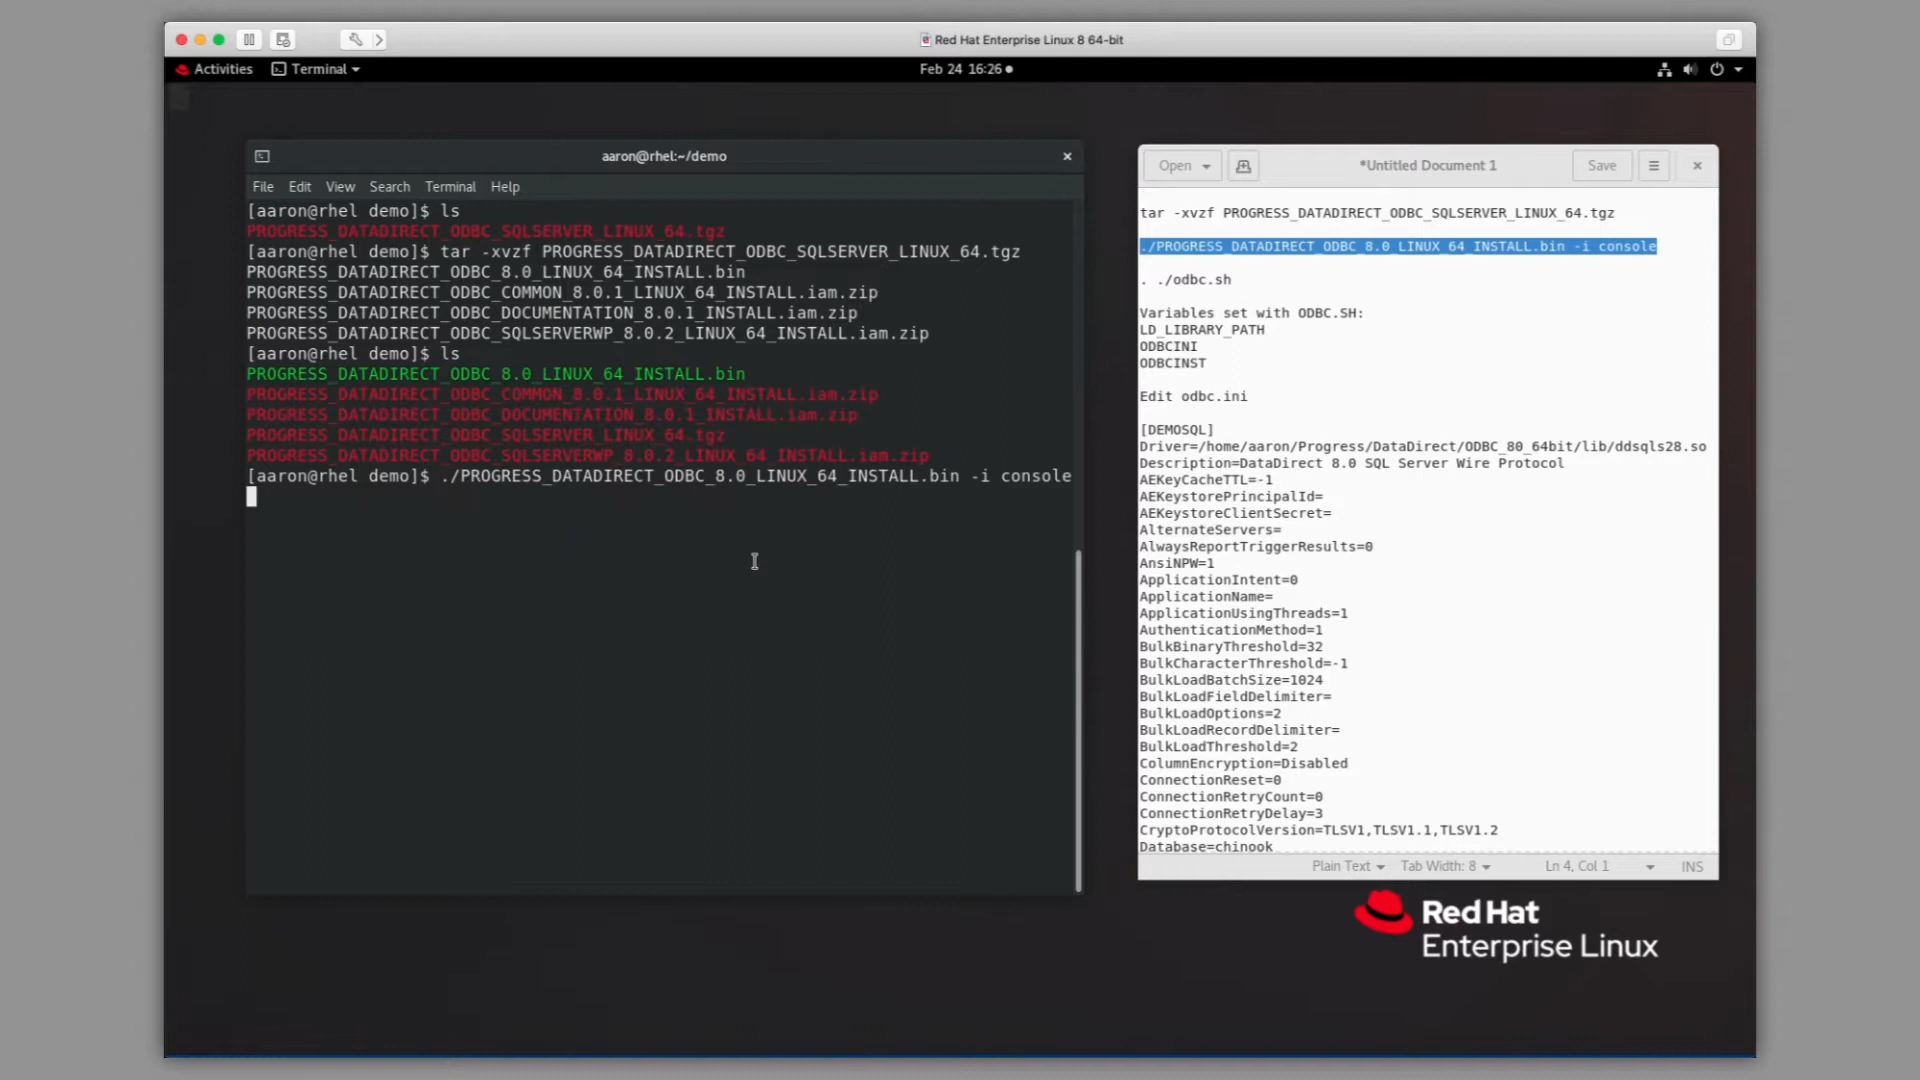 Red Hat Enterprise Linux 8 64-bit
Activities
Terminal
Feb 24 16:26
aaron@rhel:~/demo
File Edit View Search Terminal Help
[aaron@rhel demo]$ ls
PROGRESS_DATADIRECT_ODBC_SQLSERVER_LINUX_64.tgz
[aaron@rhel demo]$ tar -xvzf PROGRESS_DATADIRECT_ODBC_SQLSERVER_LINUX_64.tgz
PROGRESS_DATADIRECT_ODBC_8.0_LINUX_64_INSTALL.bin
PROGRESS_DATADIRECT_ODBC_COMMON_8.0.1_LINUX_64_INSTALL.iam.zip
PROGRESS_DATADIRECT_ODBC_DOCUMENTATION_8.0.1_INSTALL.iam.zip
PROGRESS_DATADIRECT_ODBC_SQLSERVERWP_8.0.2_LINUX_64_INSTALL.iam.zip
[aaron@rhel demo]$ ls
PROGRESS_DATADIRECT_ODBC_8.0_LINUX_64_INSTALL.bin
PROGRESS_DATADIRECT_ODBC_COMMON_8.0.1_LINUX_64_INSTALL.iam.zip
PROGRESS_DATADIRECT_ODBC_DOCUMENTATION_8.0.1_INSTALL.iam.zip
PROGRESS_DATADIRECT_ODBC_SQLSERVER_LINUX_64.tgz
PROGRESS_DATADIRECT_ODBC_SQLSERVERWP_8.0.2_LINUX_64_INSTALL.iam.zip
[aaron@rhel demo]$ ./PROGRESS_DATADIRECT_ODBC_8.0_LINUX_64_INSTALL.bin -i console
Open
*Untitled Document 1
Save
tar -xvzf PROGRESS_DATADIRECT_ODBC_SQLSERVER_LINUX_64.tgz
./PROGRESS_DATADIRECT_ODBC_8.0_LINUX_64_INSTALL.bin -i console
. ./odbc.sh
Variables set with ODBC.SH:
LD_LIBRARY_PATH
ODBCINI
ODBCINST
Edit odbc.ini
[DEMOSQL]
Driver=/home/aaron/Progress/DataDirect/ODBC_80_64bit/lib/ddsqls28.so
Description=DataDirect 8.0 SQL Server Wire Protocol
AEKeyCacheTTL=-1
AEKeystorePrincipalId=
AEKeystoreClientSecret=
AlternateServers=
AlwaysReportTriggerResults=0
AnsiNPW=1
ApplicationIntent=0
ApplicationName=
ApplicationUsingThreads=1
AuthenticationMethod=1
BulkBinaryThreshold=32
BulkCharacterThreshold=-1
BulkLoadBatchSize=1024
BulkLoadFieldDelimiter=
BulkLoadOptions=2
BulkLoadRecordDelimiter=
BulkLoadThreshold=2
ColumnEncryption=Disabled
ConnectionReset=0
ConnectionRetryCount=0
ConnectionRetryDelay=3
CryptoProtocolVersion=TLSV1,TLSV1.1,TLSV1.2
Database=chinook
Plain Text
Tab Width: 8
Ln 4, Col 1
INS
Red Hat
Enterprise Linux